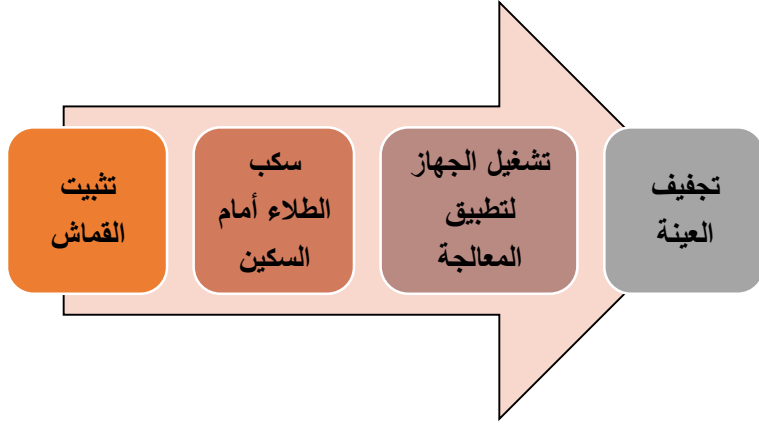 تثبيت
القماش
سكب
الطلاء أمام
السكين
تشغيل الجهاز
لتطبيق
المعالجة
تجفيف
العينة